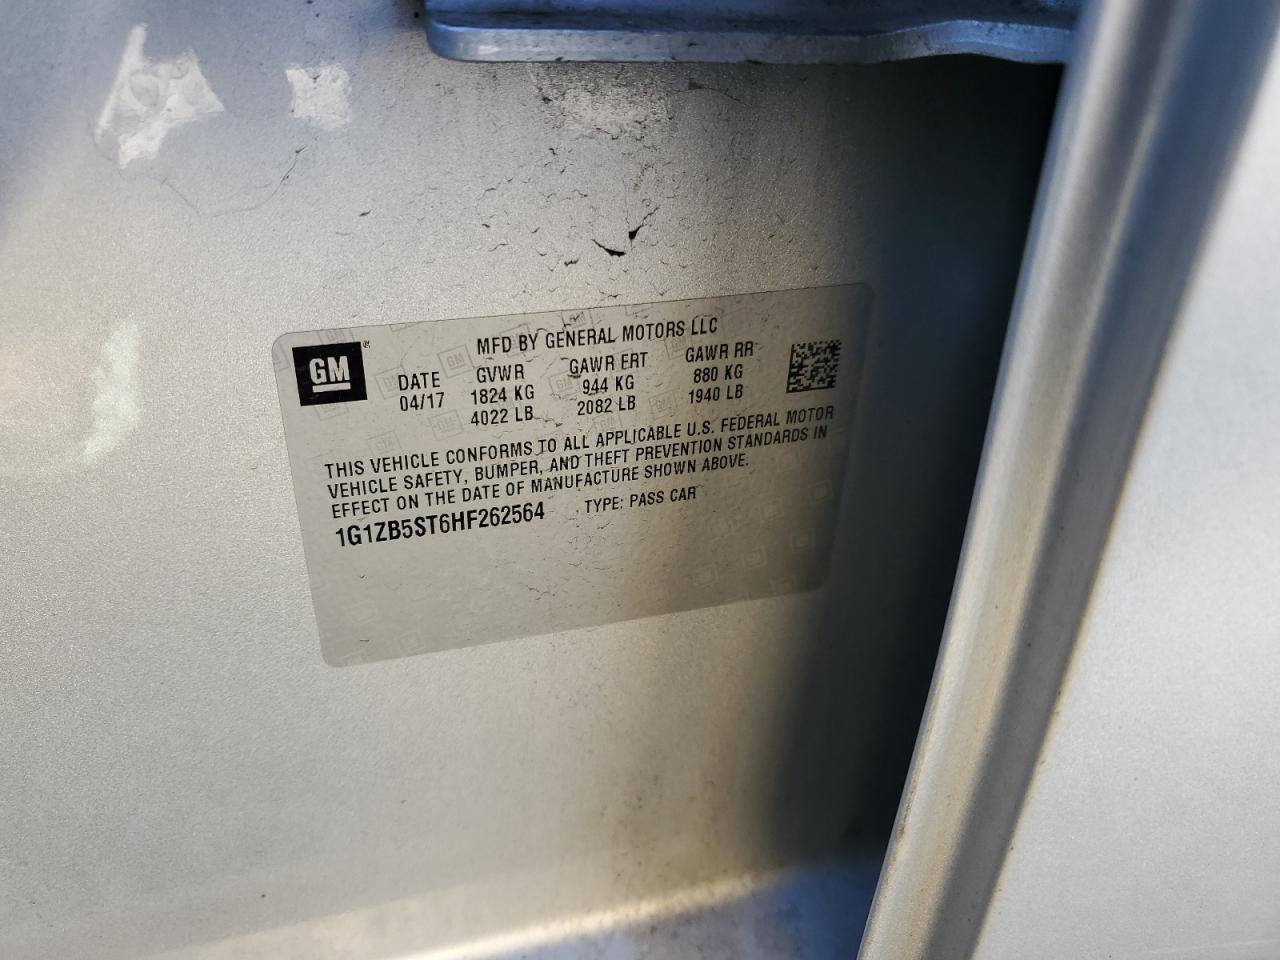 GM
MFD BY GENERAL MOTORS LLC
DATE GVWR GAWR FRT GAWR RR
04/17 1824 KG 944 KG 880 KG
4022 LB 2082 LB 1940 LB
THIS VEHICLE CONFORMS TO ALL APPLICABLE U.S. FEDERAL MOTOR
VEHICLE SAFETY, BUMPER, AND THEFT PREVENTION STANDARDS IN
EFFECT ON THE DATE OF MANUFACTURE SHOWN ABOVE.
1G1ZB5ST6HF262564 TYPE: PASS CAR